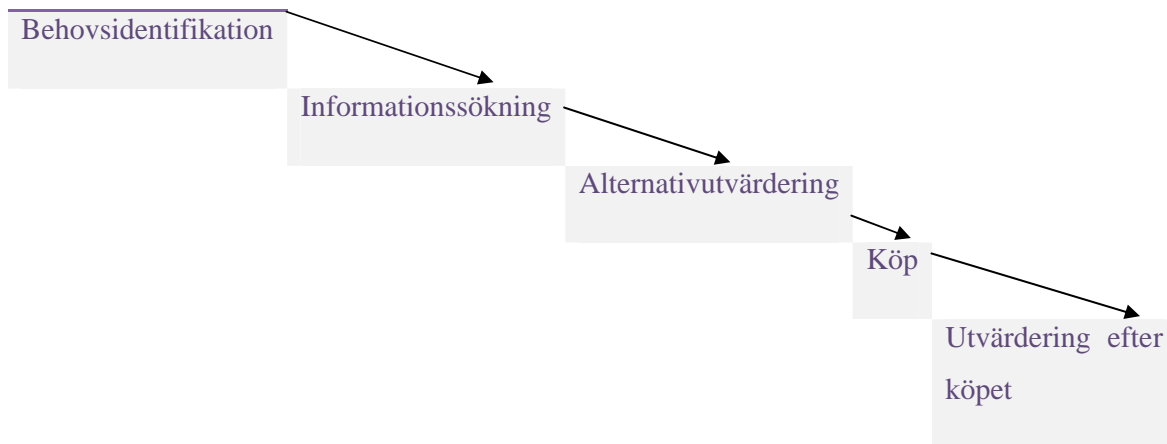 Behovsidentifikation
Informationssökning
Alternativutvärdering
Köp
Utvärdering efter
köpet